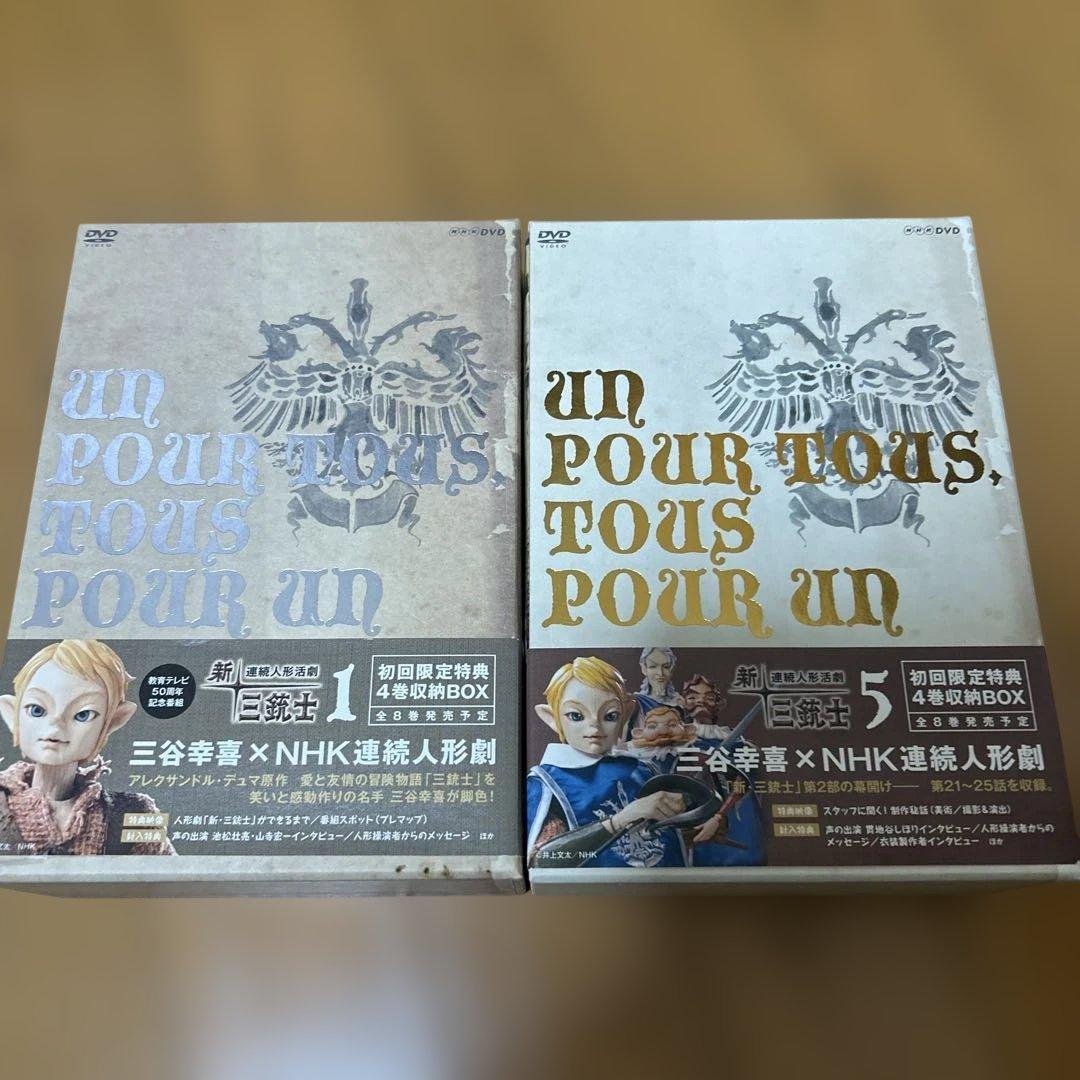 DVD
VIDEO
NHK DVD
UN
POUR TOUS,
TOUS
POUR UN
教育テレビ
50周年
記念番組
連続人形活劇
新・三銃士 1
初回限定特典
4巻収納BOX
全8巻発売予定
三谷幸喜×NHK連続人形劇
アレクサンドル・デュマ原作 愛と友情の冒険物語「三銃士」を
笑いと感動作りの名手 三谷幸喜が脚色!
特典映像 人形劇「新・三銃士」ができるまで/番組スポット(プレマップ)
封入特典 声の出演 池松壮亮・山寺宏一インタビュー/人形操演者からのメッセージ ほか
文太/NHK
DVD
VIDEO
NHK DVD
UN
POUR TOUS,
TOUS
POUR UN
連続人形活劇
新・三銃士 5
初回限定特典
4巻収納BOX
全8巻発売予定
三谷幸喜×NHK連続人形劇
「新・三銃士」第2部の幕開け—— 第21~25話を収録。
特典映像 スタッフに聞く!制作秘話(美術/撮影&演出)
封入特典 声の出演 貫地谷しほりインタビュー/人形操演者からの
メッセージ/衣装製作者インタビュー ほか
©井上文太/NHK